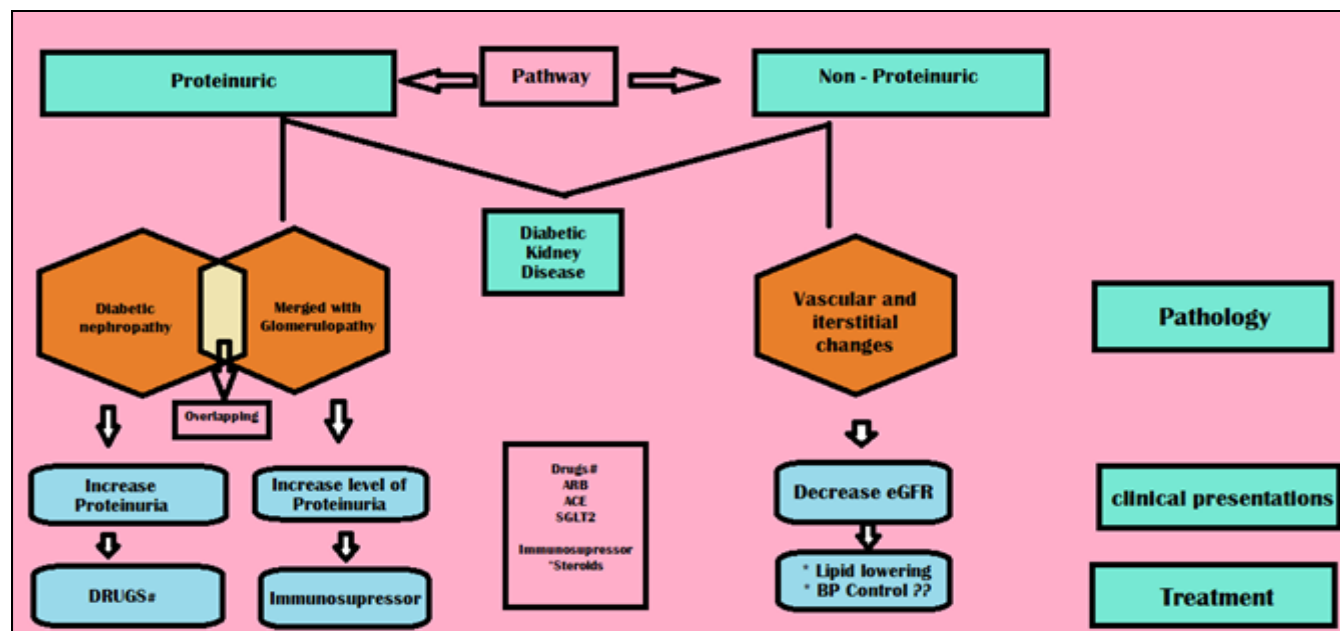 Proteinuric
Pathway
Non - Proteinuric
Diabetic
Kidney
Disease
Diabetic
nephropathy
Merged with
Glomerulopathy
Vascular and
iterstitial
changes
Pathology
Overlapping
Increase
Proteinuria
Increase level of
Proteinuria
Drugs#
ARB
ACE
SGLT2
Immunosupressor
*Steroids
Decrease eGFR
clinical presentations
DRUGS#
Immunosupressor
* Lipid lowering
* BP Control ??
Treatment